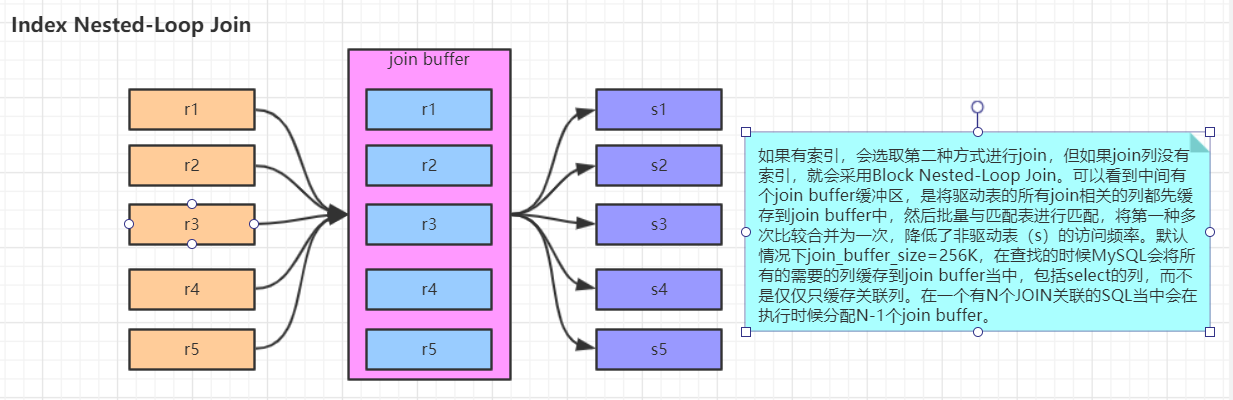 Index Nested-Loop Join
join buffer
r1
r1
s1
r2
r2
s2
r3
r3
s3
r4
r4
s4
r5
r5
s5
如果有索引，会选取第二种方式进行join，但如果join列没有
索引，就会采用Block Nested-Loop Join。可以看到中间有
个join buffer缓冲区，是将驱动表的所有join相关的列都先缓
存到join buffer中，然后批量与匹配表进行匹配，将第一种多
次比较合并为一次，降低了非驱动表（s）的访问频率。默认
情况下join_buffer_size=256K，在查找的时候MySQL会将所
有的需要的列缓存到join buffer当中，包括select的列，而不
是仅仅只缓存关联列。在一个有N个JOIN关联的SQL当中会在
执行时候分配N-1个join buffer。